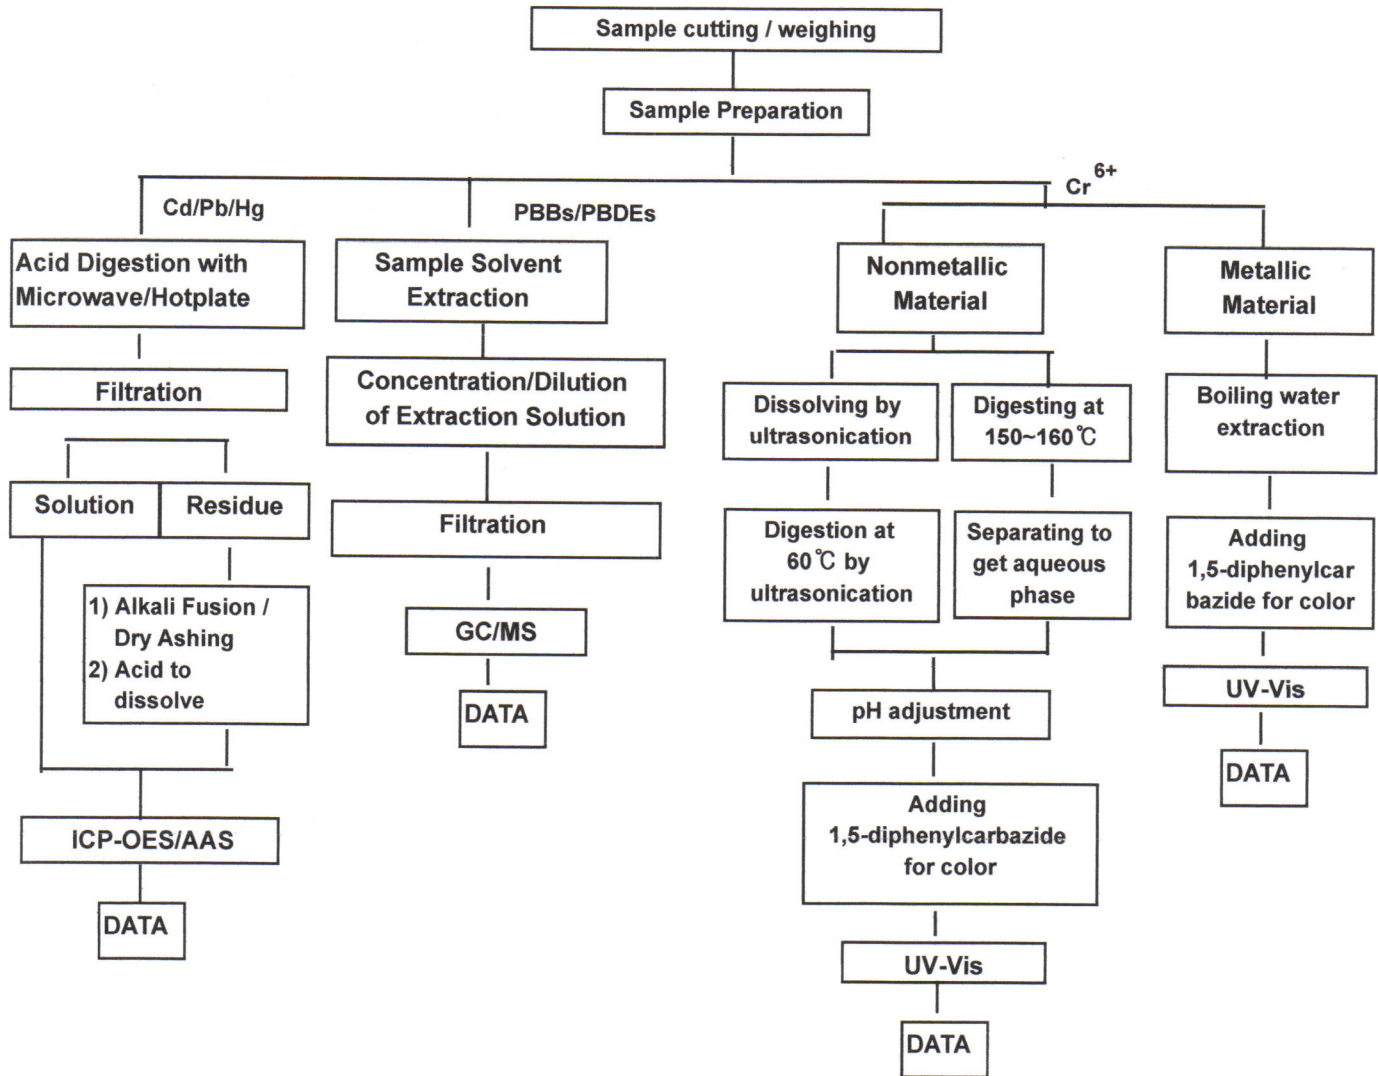 Sample cutting / weighing
Sample Preparation
Cd/Pb/Hg
Acid Digestion with
Microwave/Hotplate
Filtration
Solution
Residue
1) Alkali Fusion /
Dry Ashing
2) Acid to
dissolve
ICP-OES/AAS
DATA
PBBs/PBDEs
Sample Solvent
Extraction
Concentration/Dilution
of Extraction Solution
Filtration
GC/MS
DATA
Cr6+
Nonmetallic
Material
Dissolving by
ultrasonication
Digestion at
60℃ by
ultrasonication
Digesting at
150~160℃
Separating to
get aqueous
phase
pH adjustment
Adding
1,5-diphenylcarbazide
for color
UV-Vis
DATA
Metallic
Material
Boiling water
extraction
Adding
1,5-diphenylcar
bazide for color
UV-Vis
DATA